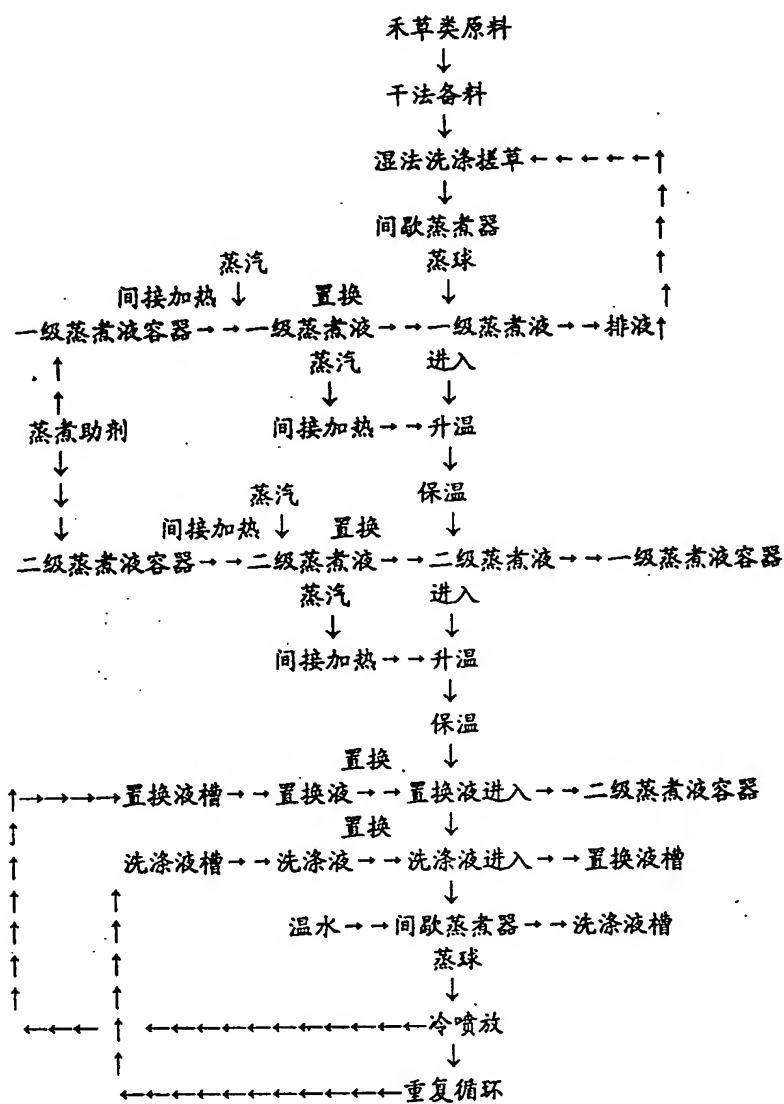 禾草类原料
↓
干法备料
↓
湿法洗涤搓草←←←←←↑
↓
间歇蒸煮器
蒸汽 蒸球
间接加热↓ 置换 ↓
一级蒸煮液容器→→一级蒸煮液→→一级蒸煮液→→排液↑
↑ 蒸汽 进入
↑ ↓ ↓
蒸煮助剂 间接加热→→升温
↓ ↓
↓ 蒸汽 保温
↓ 间接加热↓ 置换 ↓
二级蒸煮液容器→→二级蒸煮液→→二级蒸煮液→→一级蒸煮液容器
蒸汽 进入
↓ ↓
间接加热→→升温
↓
保温
置换 ↓
↑→→→→置换液槽→→置换液→→置换液进入→→二级蒸煮液容器
置换 ↓
洗涤液槽→→洗涤液→→洗涤液进入→→置换液槽
↓
温水→→间歇蒸煮器→→洗涤液槽
蒸球
↓
←←← ↑ ←←←←←←←←←←冷喷放
↓
←←←←←←←←←←←重复循环